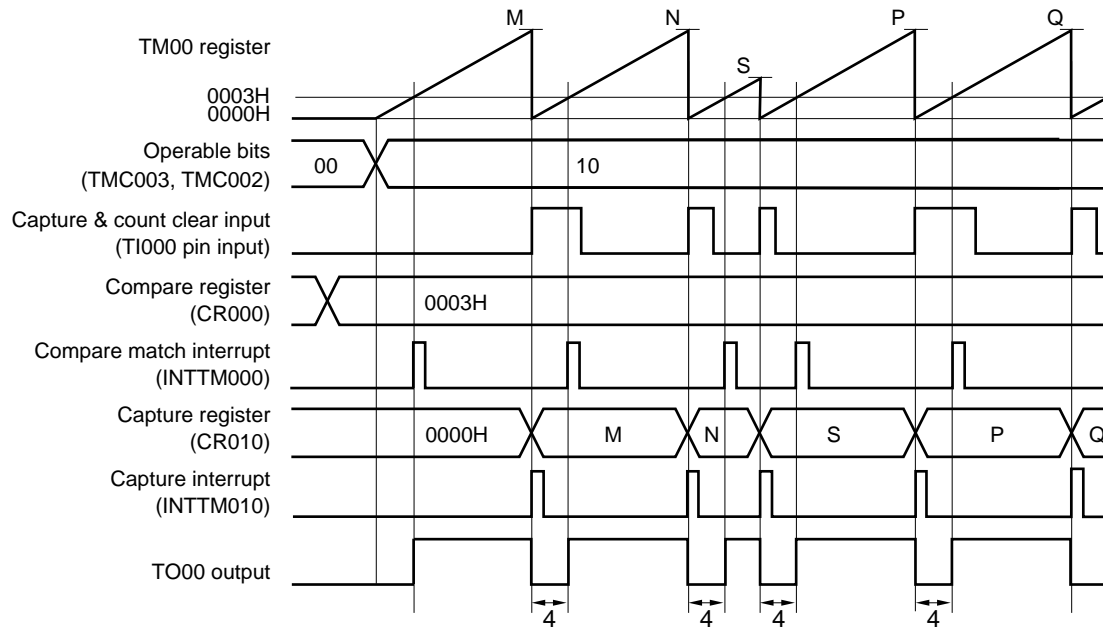 M N S P Q
TM00 register
0003H
0000H
Operable bits
(TMC003, TMC002)
00 10
Capture & count clear input
(TI000 pin input)
Compare register
(CR000)
0003H
Compare match interrupt
(INTTM000)
Capture register
(CR010)
0000H M N S P Q
Capture interrupt
(INTTM010)
TO00 output
4 4 4 4